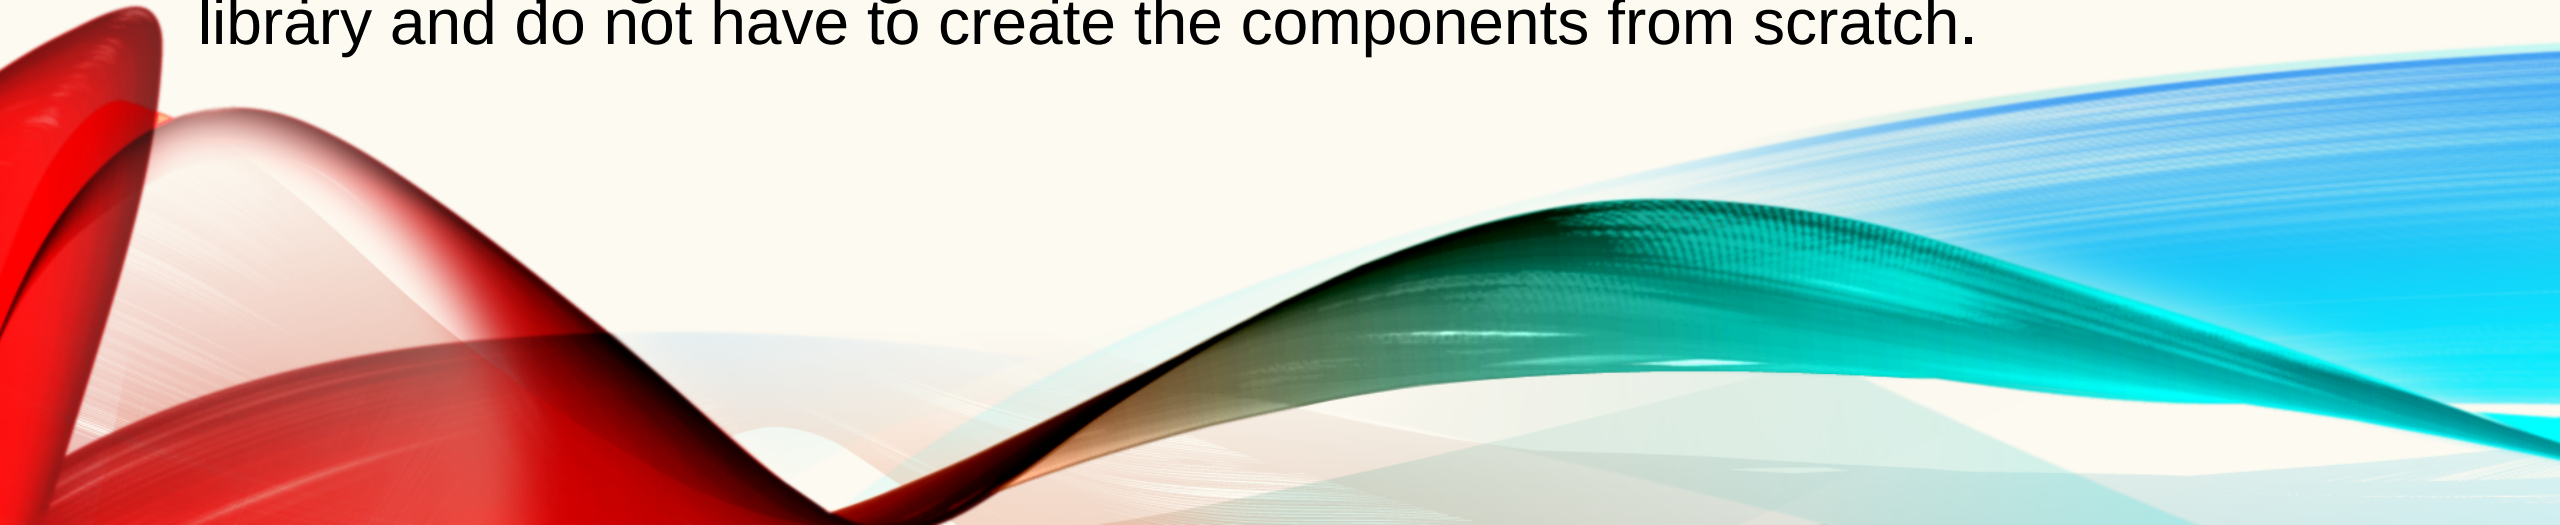 library and do not have to create the components from scratch.